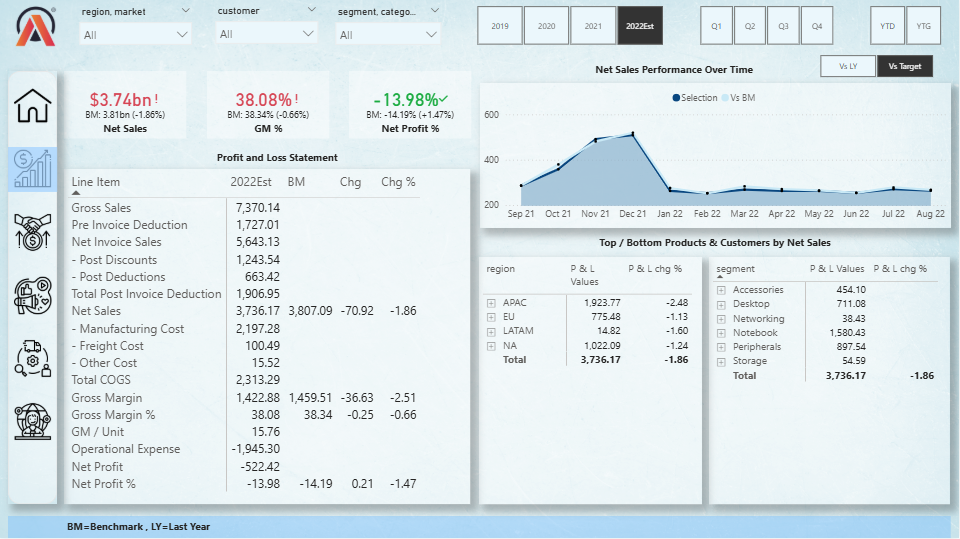 region, market
customer
segment, catego...
All
All
All
2019
2020
2021
2022Est
Q1
Q2
Q3
Q4
YTD
YTG
Vs LY
Vs Target
$3.74bn!
BM: 3.81bn (-1.86%)
Net Sales
38.08%!
BM: 38.34% (-0.66%)
GM %
-13.98%✓
BM: -14.19% (+1.47%)
Net Profit %
Net Sales Performance Over Time
Selection Vs BM
600
400
200
Sep 21 Oct 21 Nov 21 Dec 21 Jan 22 Feb 22 Mar 22 Apr 22 May 22 Jun 22 Jul 22 Aug 22
Profit and Loss Statement
Line Item 2022Est BM Chg Chg %
Gross Sales 7,370.14
Pre Invoice Deduction 1,727.01
Net Invoice Sales 5,643.13
- Post Discounts 1,243.54
- Post Deductions 663.42
Total Post Invoice Deduction 1,906.95
Net Sales 3,736.17 3,807.09 -70.92 -1.86
- Manufacturing Cost 2,197.28
- Freight Cost 100.49
- Other Cost 15.52
Total COGS 2,313.29
Gross Margin 1,422.88 1,459.51 -36.63 -2.51
Gross Margin % 38.08 38.34 -0.25 -0.66
GM / Unit 15.76
Operational Expense -1,945.30
Net Profit -522.42
Net Profit % -13.98 -14.19 0.21 -1.47
Top / Bottom Products & Customers by Net Sales
region P & L Values P & L chg %
APAC 1,923.77 -2.48
EU 775.48 -1.13
LATAM 14.82 -1.60
NA 1,022.09 -1.24
Total 3,736.17 -1.86
segment P & L Values P & L chg %
Accessories 454.10
Desktop 711.08
Networking 38.43
Notebook 1,580.43
Peripherals 897.54
Storage 54.59
Total 3,736.17 -1.86
BM=Benchmark , LY=Last Year